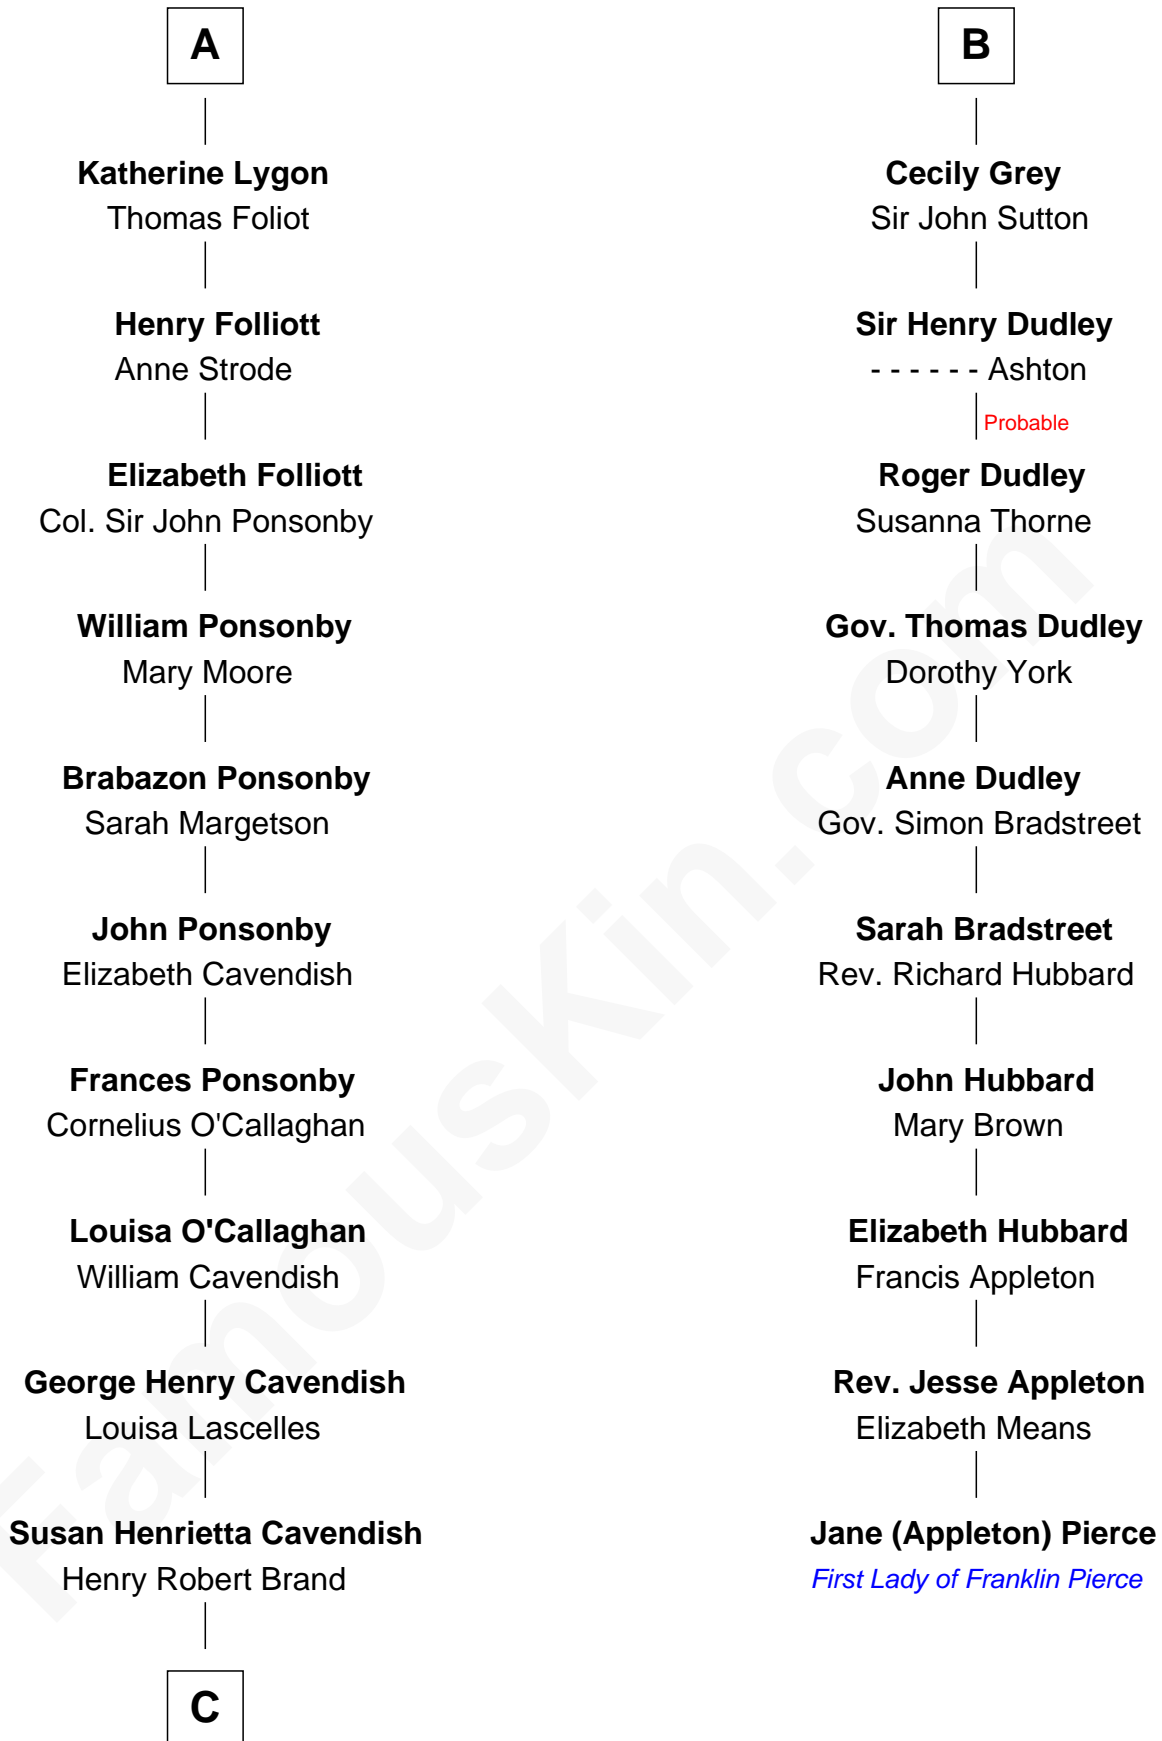 A
Katherine Lygon
Thomas Foliot
Henry Folliott
Anne Strode
Elizabeth Folliott
Col. Sir John Ponsonby
William Ponsonby
Mary Moore
Brabazon Ponsonby
Sarah Margetson
John Ponsonby
Elizabeth Cavendish
Frances Ponsonby
Cornelius O'Callaghan
Louisa O'Callaghan
William Cavendish
George Henry Cavendish
Louisa Lascelles
Susan Henrietta Cavendish
Henry Robert Brand
C
B
Cecily Grey
Sir John Sutton
Sir Henry Dudley
- - - - - - Ashton
Probable
Roger Dudley
Susanna Thorne
Gov. Thomas Dudley
Dorothy York
Anne Dudley
Gov. Simon Bradstreet
Sarah Bradstreet
Rev. Richard Hubbard
John Hubbard
Mary Brown
Elizabeth Hubbard
Francis Appleton
Rev. Jesse Appleton
Elizabeth Means
Jane (Appleton) Pierce
First Lady of Franklin Pierce
FamousKin.com